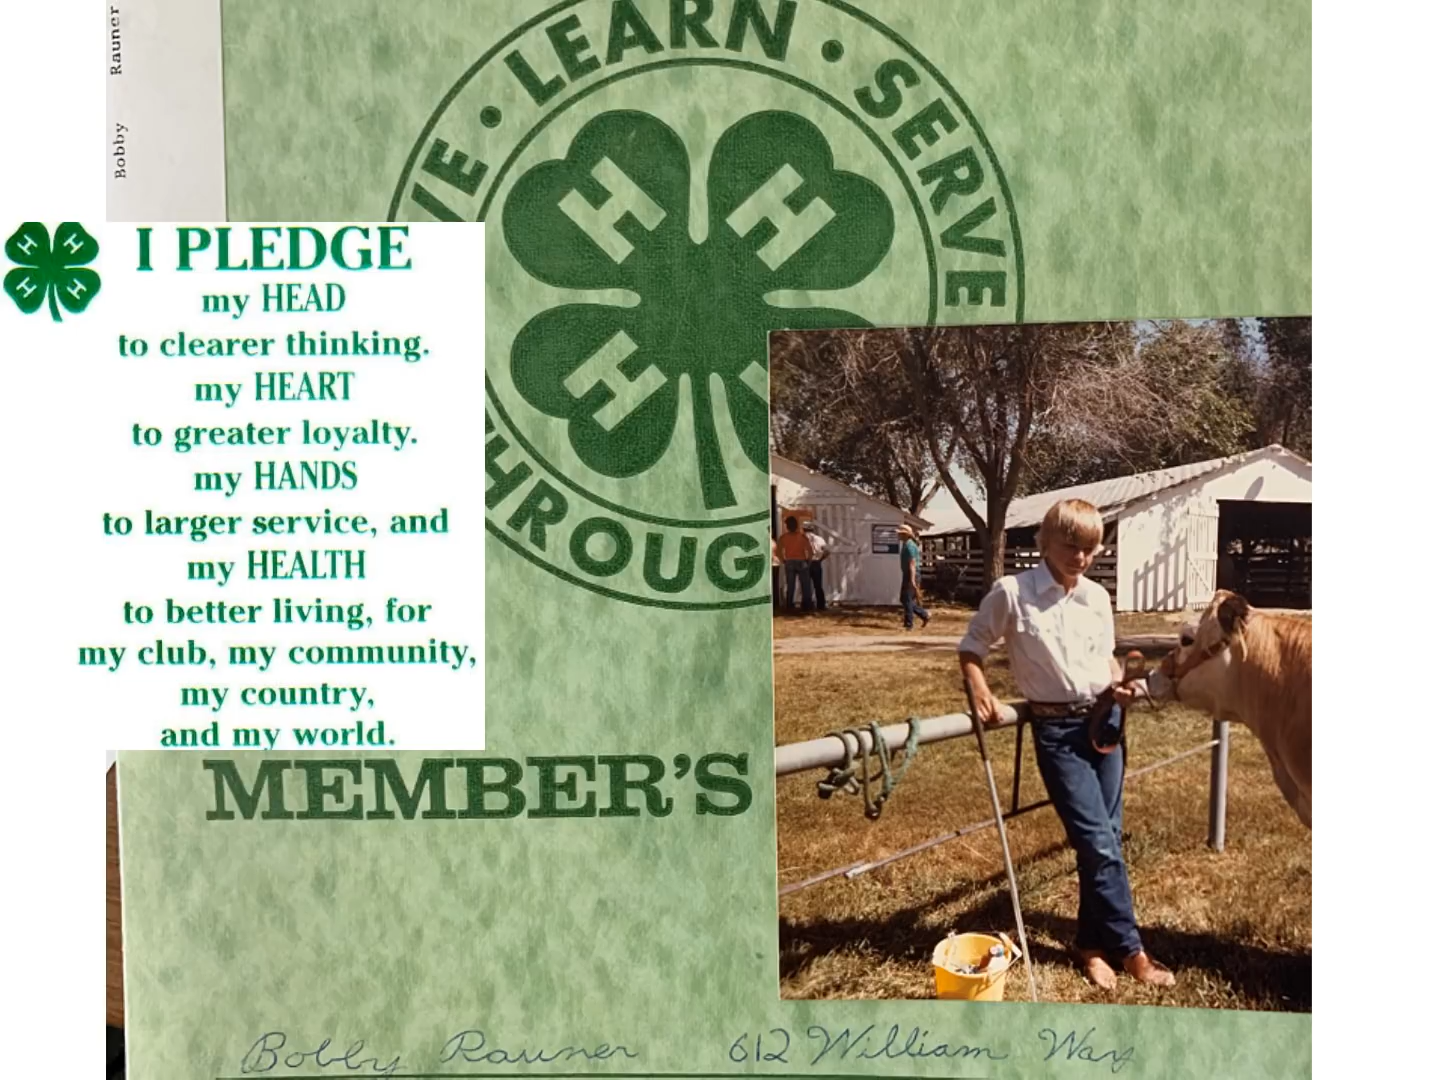 Bobby Rauner
LEARN • SERVE
VE •
H H
H
THROUG
H H
H H
I PLEDGE
my HEAD
to clearer thinking.
my HEART
to greater loyalty.
my HANDS
to larger service, and
my HEALTH
to better living, for
my club, my community,
my country,
and my world.
MEMBER'S
Bobby Rauner 612 William Way